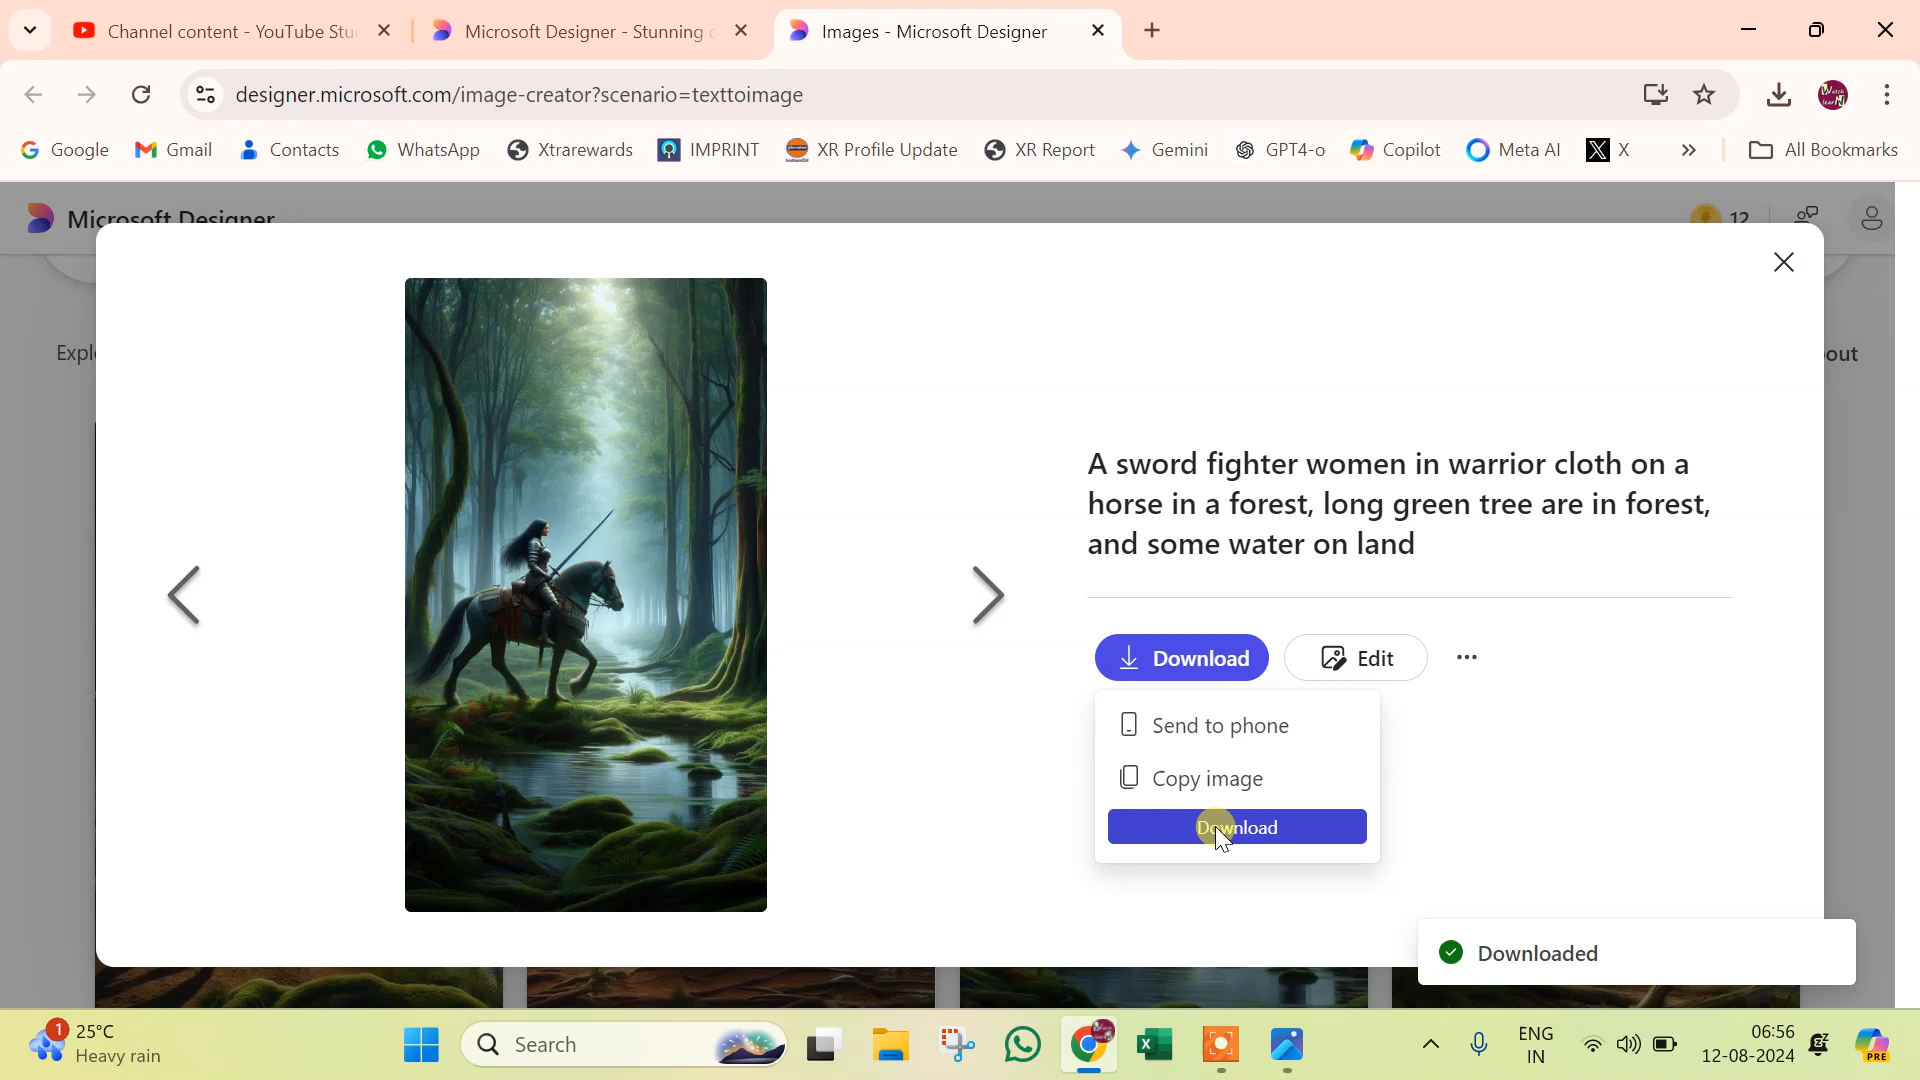 Channel content - YouTube Stu
Microsoft Designer - Stunning
Images - Microsoft Designer
designer.microsoft.com/image-creator?scenario=texttoimage
Google
Gmail
Contacts
WhatsApp
Xtrarewards
IMPRINT
XR Profile Update
XR Report
Gemini
GPT4-o
Copilot
Meta AI
X
All Bookmarks
Microsoft Designer
12
Explo
out
A sword fighter women in warrior cloth on a
horse in a forest, long green tree are in forest,
and some water on land
Download
Edit
Send to phone
Copy image
Download
Downloaded
1
25°C
Heavy rain
Search
ENG
IN
06:56
12-08-2024
PRE